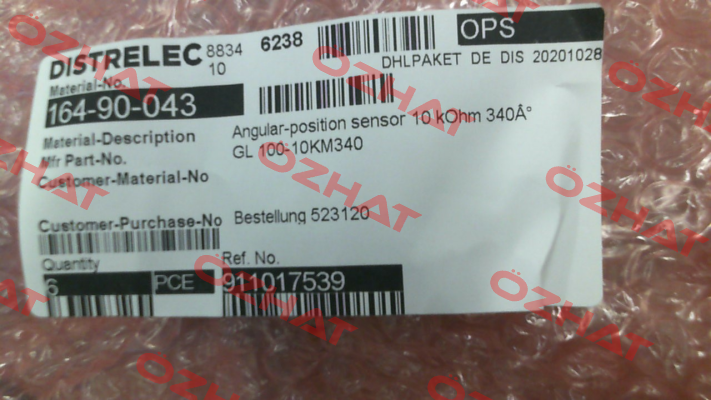 DISTRELEC 8834 6238 OPS
10
DHLPAKET DE DIS 20201028
Material-No.
164-90-043
Material-Description Angular-position sensor 10 kOhm 340Â°
Mfr Part-No. GL 100-10KM340
Customer-Material-No
Customer-Purchase-No Bestellung 523120
Quantity Ref. No.
6 PCE 911017539
OZHAT
OZHAT
OZHAT
OZHAT
ÖZHAT
ÖZHAT
OZHAT
OZHAT